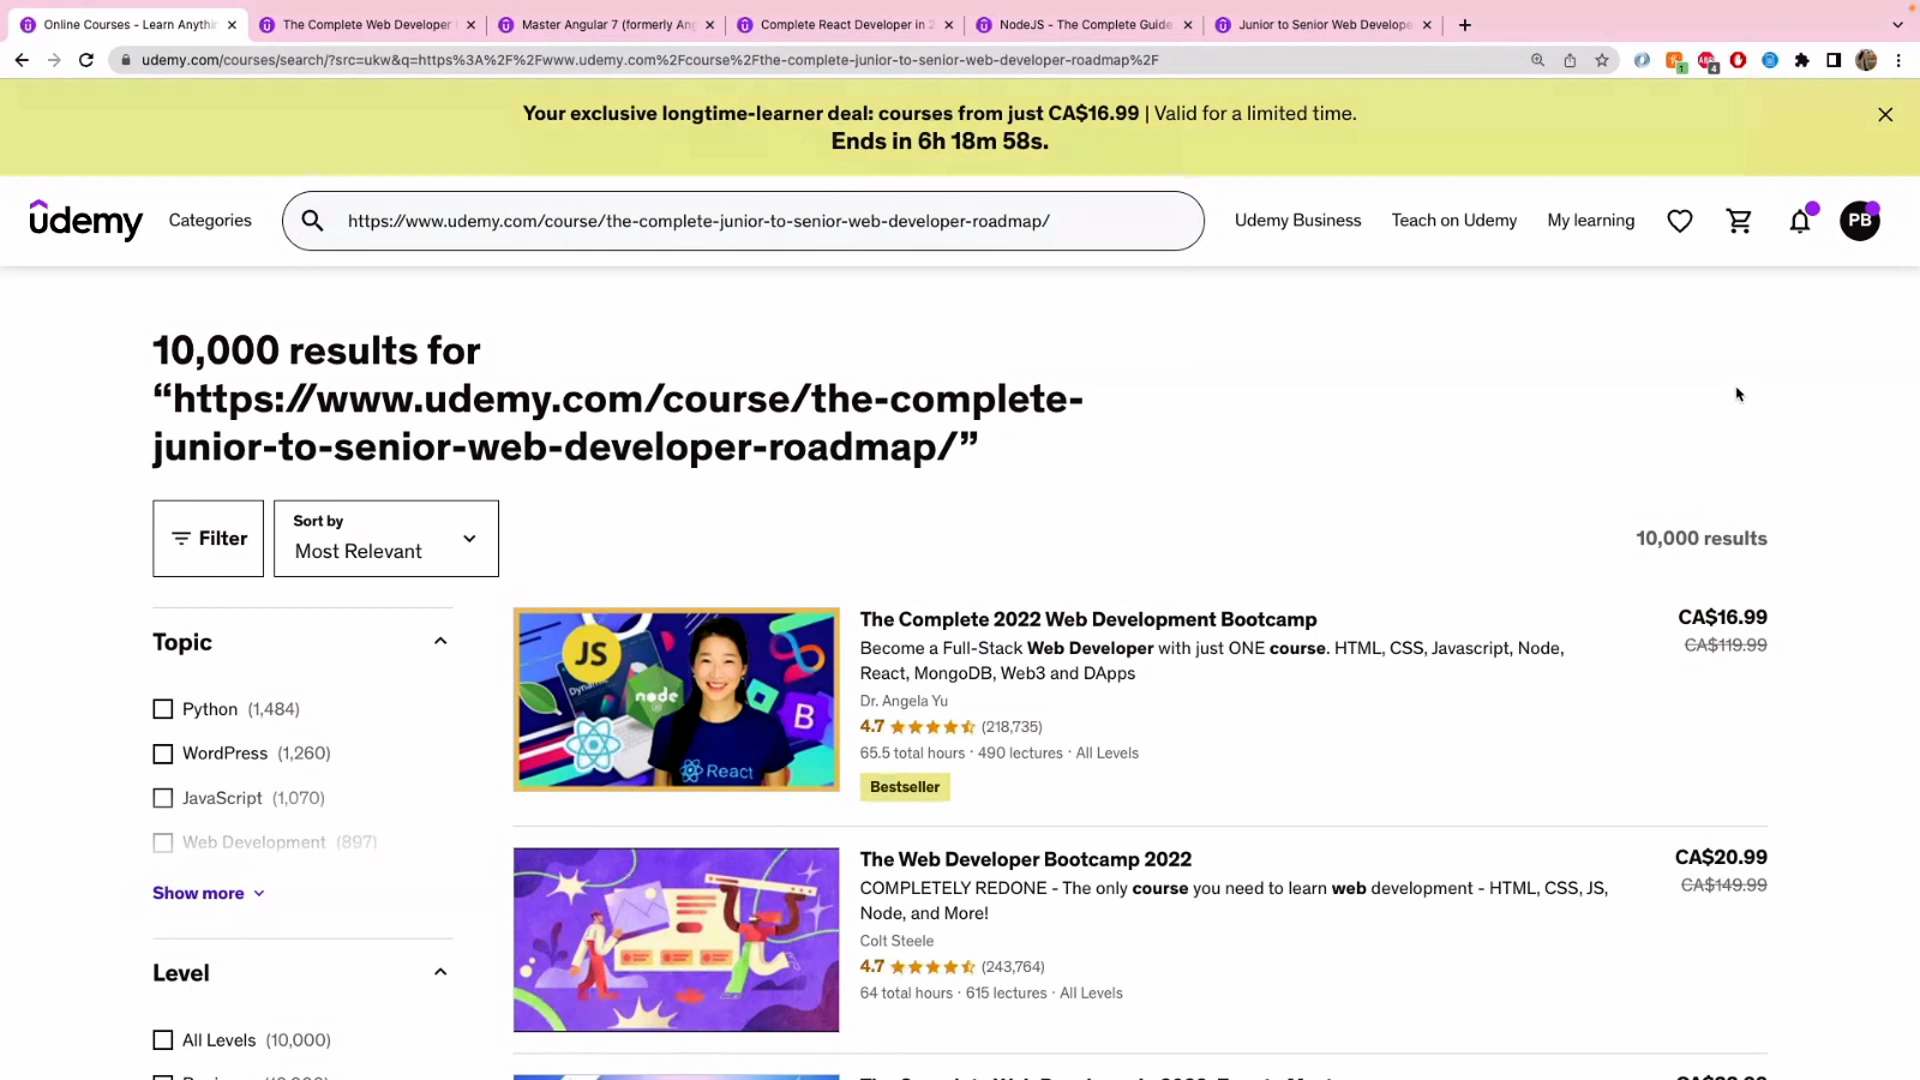 Online Courses - Learn Anythin
The Complete Web Developer
Master Angular 7 (formerly Ang
Complete React Developer in 2
NodeJS - The Complete Guide
Junior to Senior Web Develope
udemy.com/courses/search/?src=ukw&q=https%3A%2F%2Fwww.udemy.com%2Fcourse%2Fthe-complete-junior-to-senior-web-developer-roadmap%2F
1
4
Your exclusive longtime-learner deal: courses from just CA$16.99 | Valid for a limited time.
Ends in 6h 18m 58s.
udemy
Categories
https://www.udemy.com/course/the-complete-junior-to-senior-web-developer-roadmap/
Udemy Business
Teach on Udemy
My learning
PB
10,000 results for
“https://www.udemy.com/course/the-complete-
junior-to-senior-web-developer-roadmap/”
Filter
Sort by
Most Relevant
10,000 results
Topic
Python (1,484)
WordPress (1,260)
JavaScript (1,070)
Web Development (897)
Show more
Level
All Levels (10,000)
JS
node
B
React
The Complete 2022 Web Development Bootcamp
CA$16.99
Become a Full-Stack Web Developer with just ONE course. HTML, CSS, Javascript, Node,
CA$119.99
React, MongoDB, Web3 and DApps
Dr. Angela Yu
4.7 (218,735)
65.5 total hours · 490 lectures · All Levels
Bestseller
The Web Developer Bootcamp 2022
CA$20.99
COMPLETELY REDONE - The only course you need to learn web development - HTML, CSS, JS,
CA$149.99
Node, and More!
Colt Steele
4.7 (243,764)
64 total hours · 615 lectures · All Levels